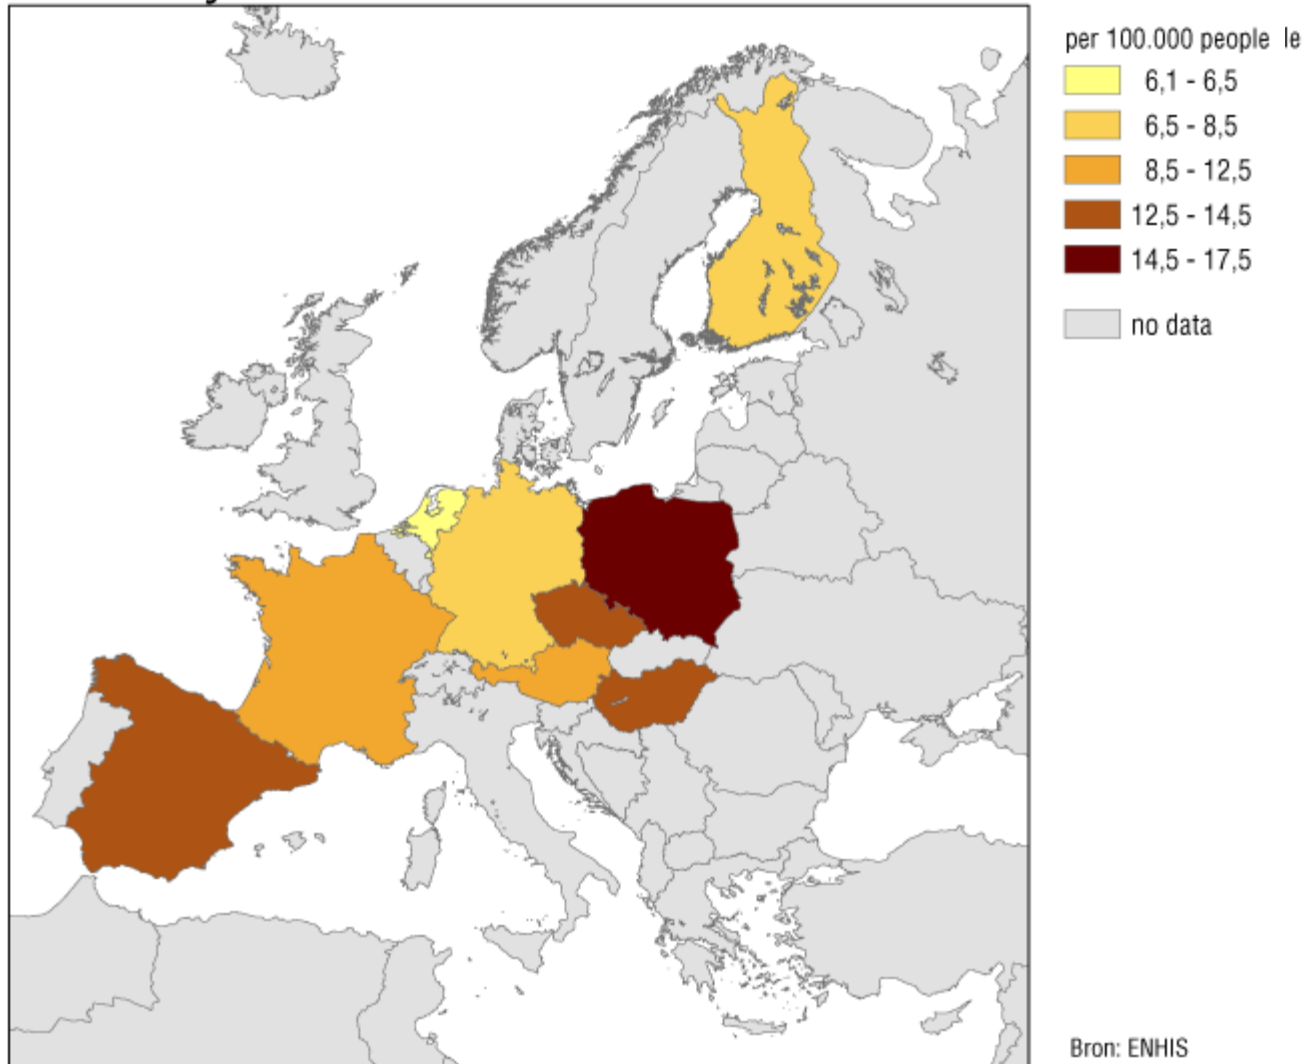 per 100.000 people le
6,1 - 6,5
6,5 - 8,5
8,5 - 12,5
12,5 - 14,5
14,5 - 17,5
no data
Bron: ENHIS